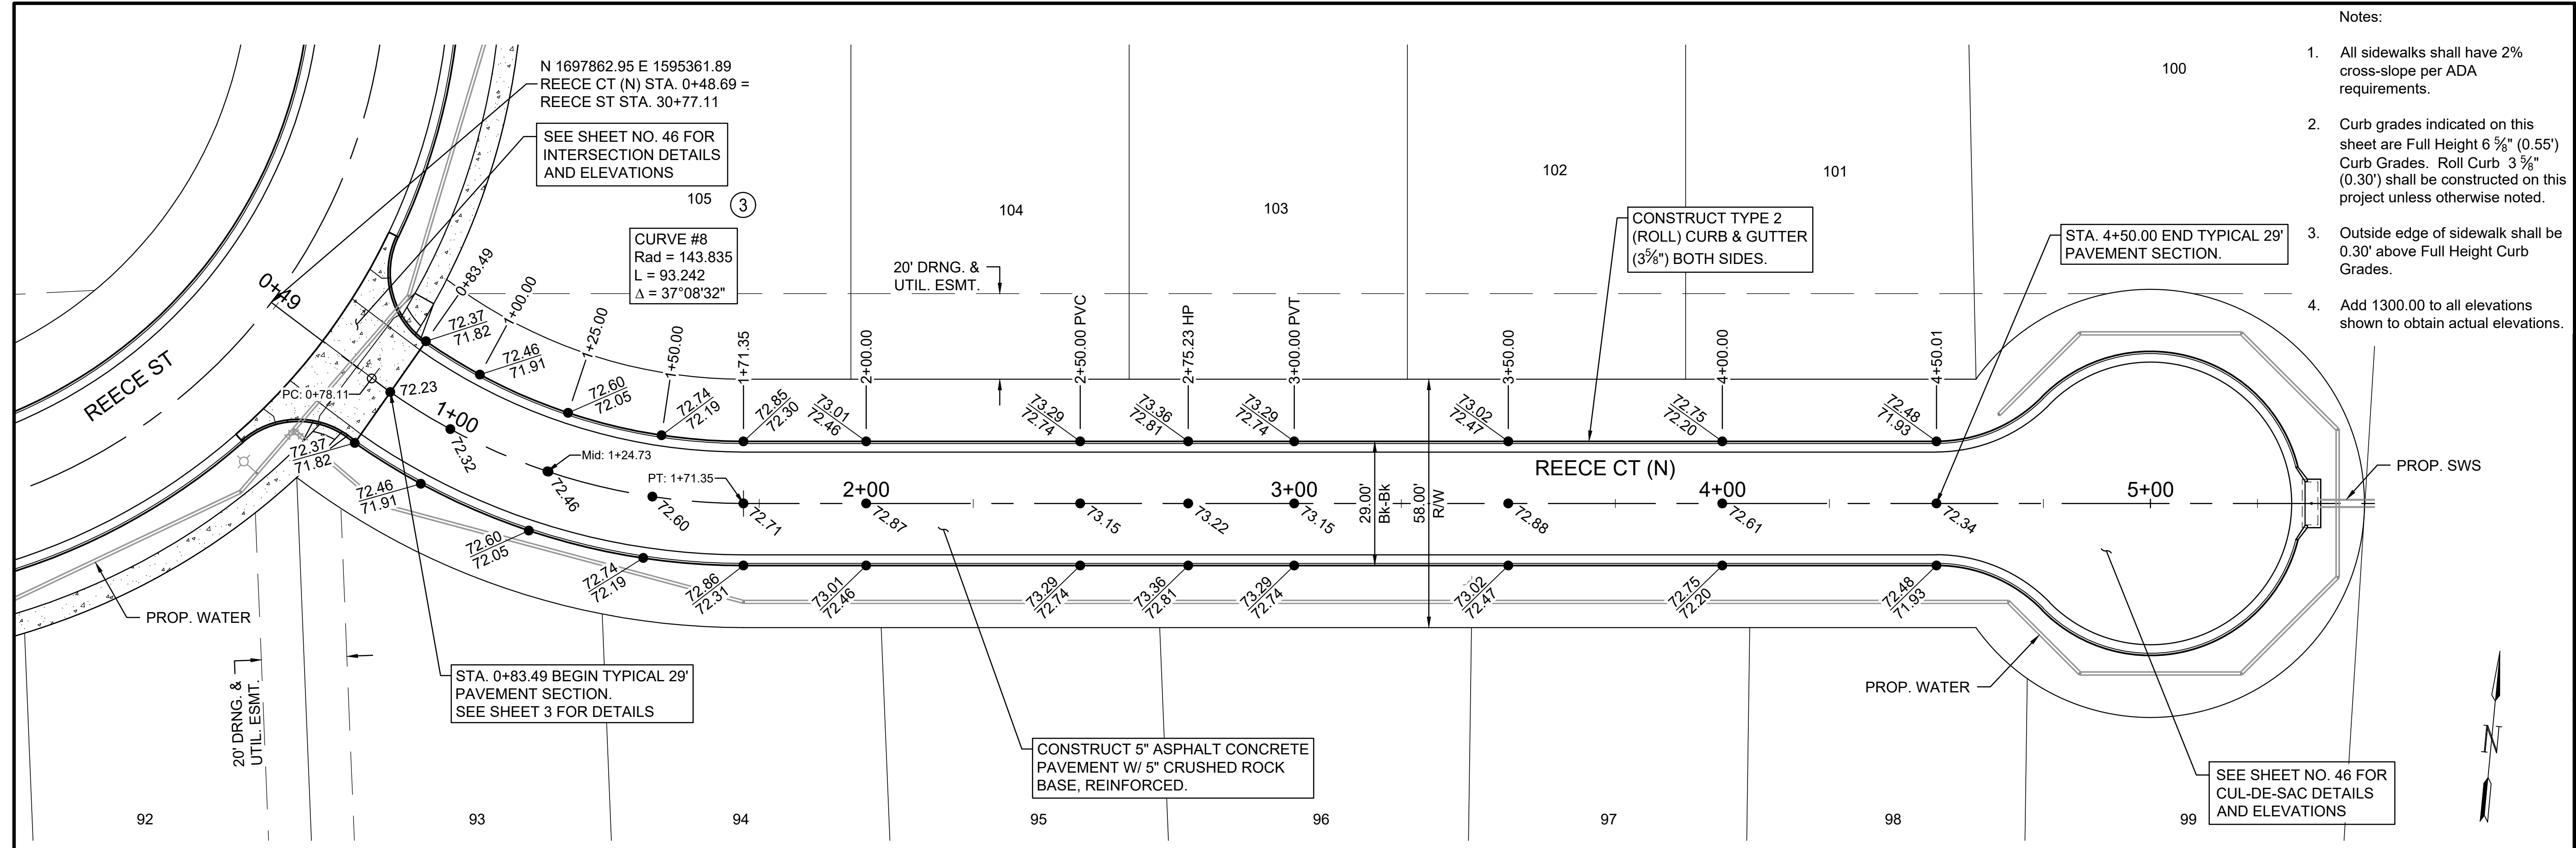 Notes:
1. All sidewalks shall have 2%
cross-slope per ADA
requirements.
2. Curb grades indicated on this
sheet are Full Height 6 ⅝" (0.55')
Curb Grades. Roll Curb 3 ⅝"
(0.30') shall be constructed on this
project unless otherwise noted.
3. Outside edge of sidewalk shall be
0.30' above Full Height Curb
Grades.
4. Add 1300.00 to all elevations
shown to obtain actual elevations.
N 1697862.95 E 1595361.89
REECE CT (N) STA. 0+48.69 =
REECE ST STA. 30+77.11
SEE SHEET NO. 46 FOR
INTERSECTION DETAILS
AND ELEVATIONS
105
3
104
103
102
101
100
CURVE #8
Rad = 143.835
L = 93.242
Δ = 37°08'32"
20' DRNG. &
UTIL. ESMT.
CONSTRUCT TYPE 2
(ROLL) CURB & GUTTER
(3⅝") BOTH SIDES.
STA. 4+50.00 END TYPICAL 29'
PAVEMENT SECTION.
0+49
0+83.49
1+00.00
1+25.00
1+50.00
1+71.35
2+00.00
2+50.00 PVC
2+75.23 HP
3+00.00 PVT
3+50.00
4+00.00
4+50.01
72.37
71.82
72.46
71.91
72.60
72.05
72.74
72.19
72.85
72.30
73.01
72.46
73.29
72.74
73.36
72.81
73.29
72.74
73.02
72.47
72.75
72.20
72.48
71.93
REECE ST
PC: 0+78.11
72.23
1+00
72.32
Mid: 1+24.73
72.46
72.60
PT: 1+71.35
72.71
2+00
72.87
73.15
73.22
3+00
73.15
29.00'
Bk-Bk
58.00'
R/W
REECE CT (N)
72.88
4+00
72.61
72.34
5+00
PROP. SWS
72.37
71.82
72.46
71.91
72.60
72.05
72.74
72.19
72.86
72.31
73.01
72.46
73.29
72.74
73.36
72.81
73.29
72.74
73.02
72.47
72.75
72.20
72.48
71.93
PROP. WATER
20' DRNG. &
UTIL. ESMT.
STA. 0+83.49 BEGIN TYPICAL 29'
PAVEMENT SECTION.
SEE SHEET 3 FOR DETAILS
CONSTRUCT 5" ASPHALT CONCRETE
PAVEMENT W/ 5" CRUSHED ROCK
BASE, REINFORCED.
PROP. WATER
SEE SHEET NO. 46 FOR
CUL-DE-SAC DETAILS
AND ELEVATIONS
N
92
93
94
95
96
97
98
99